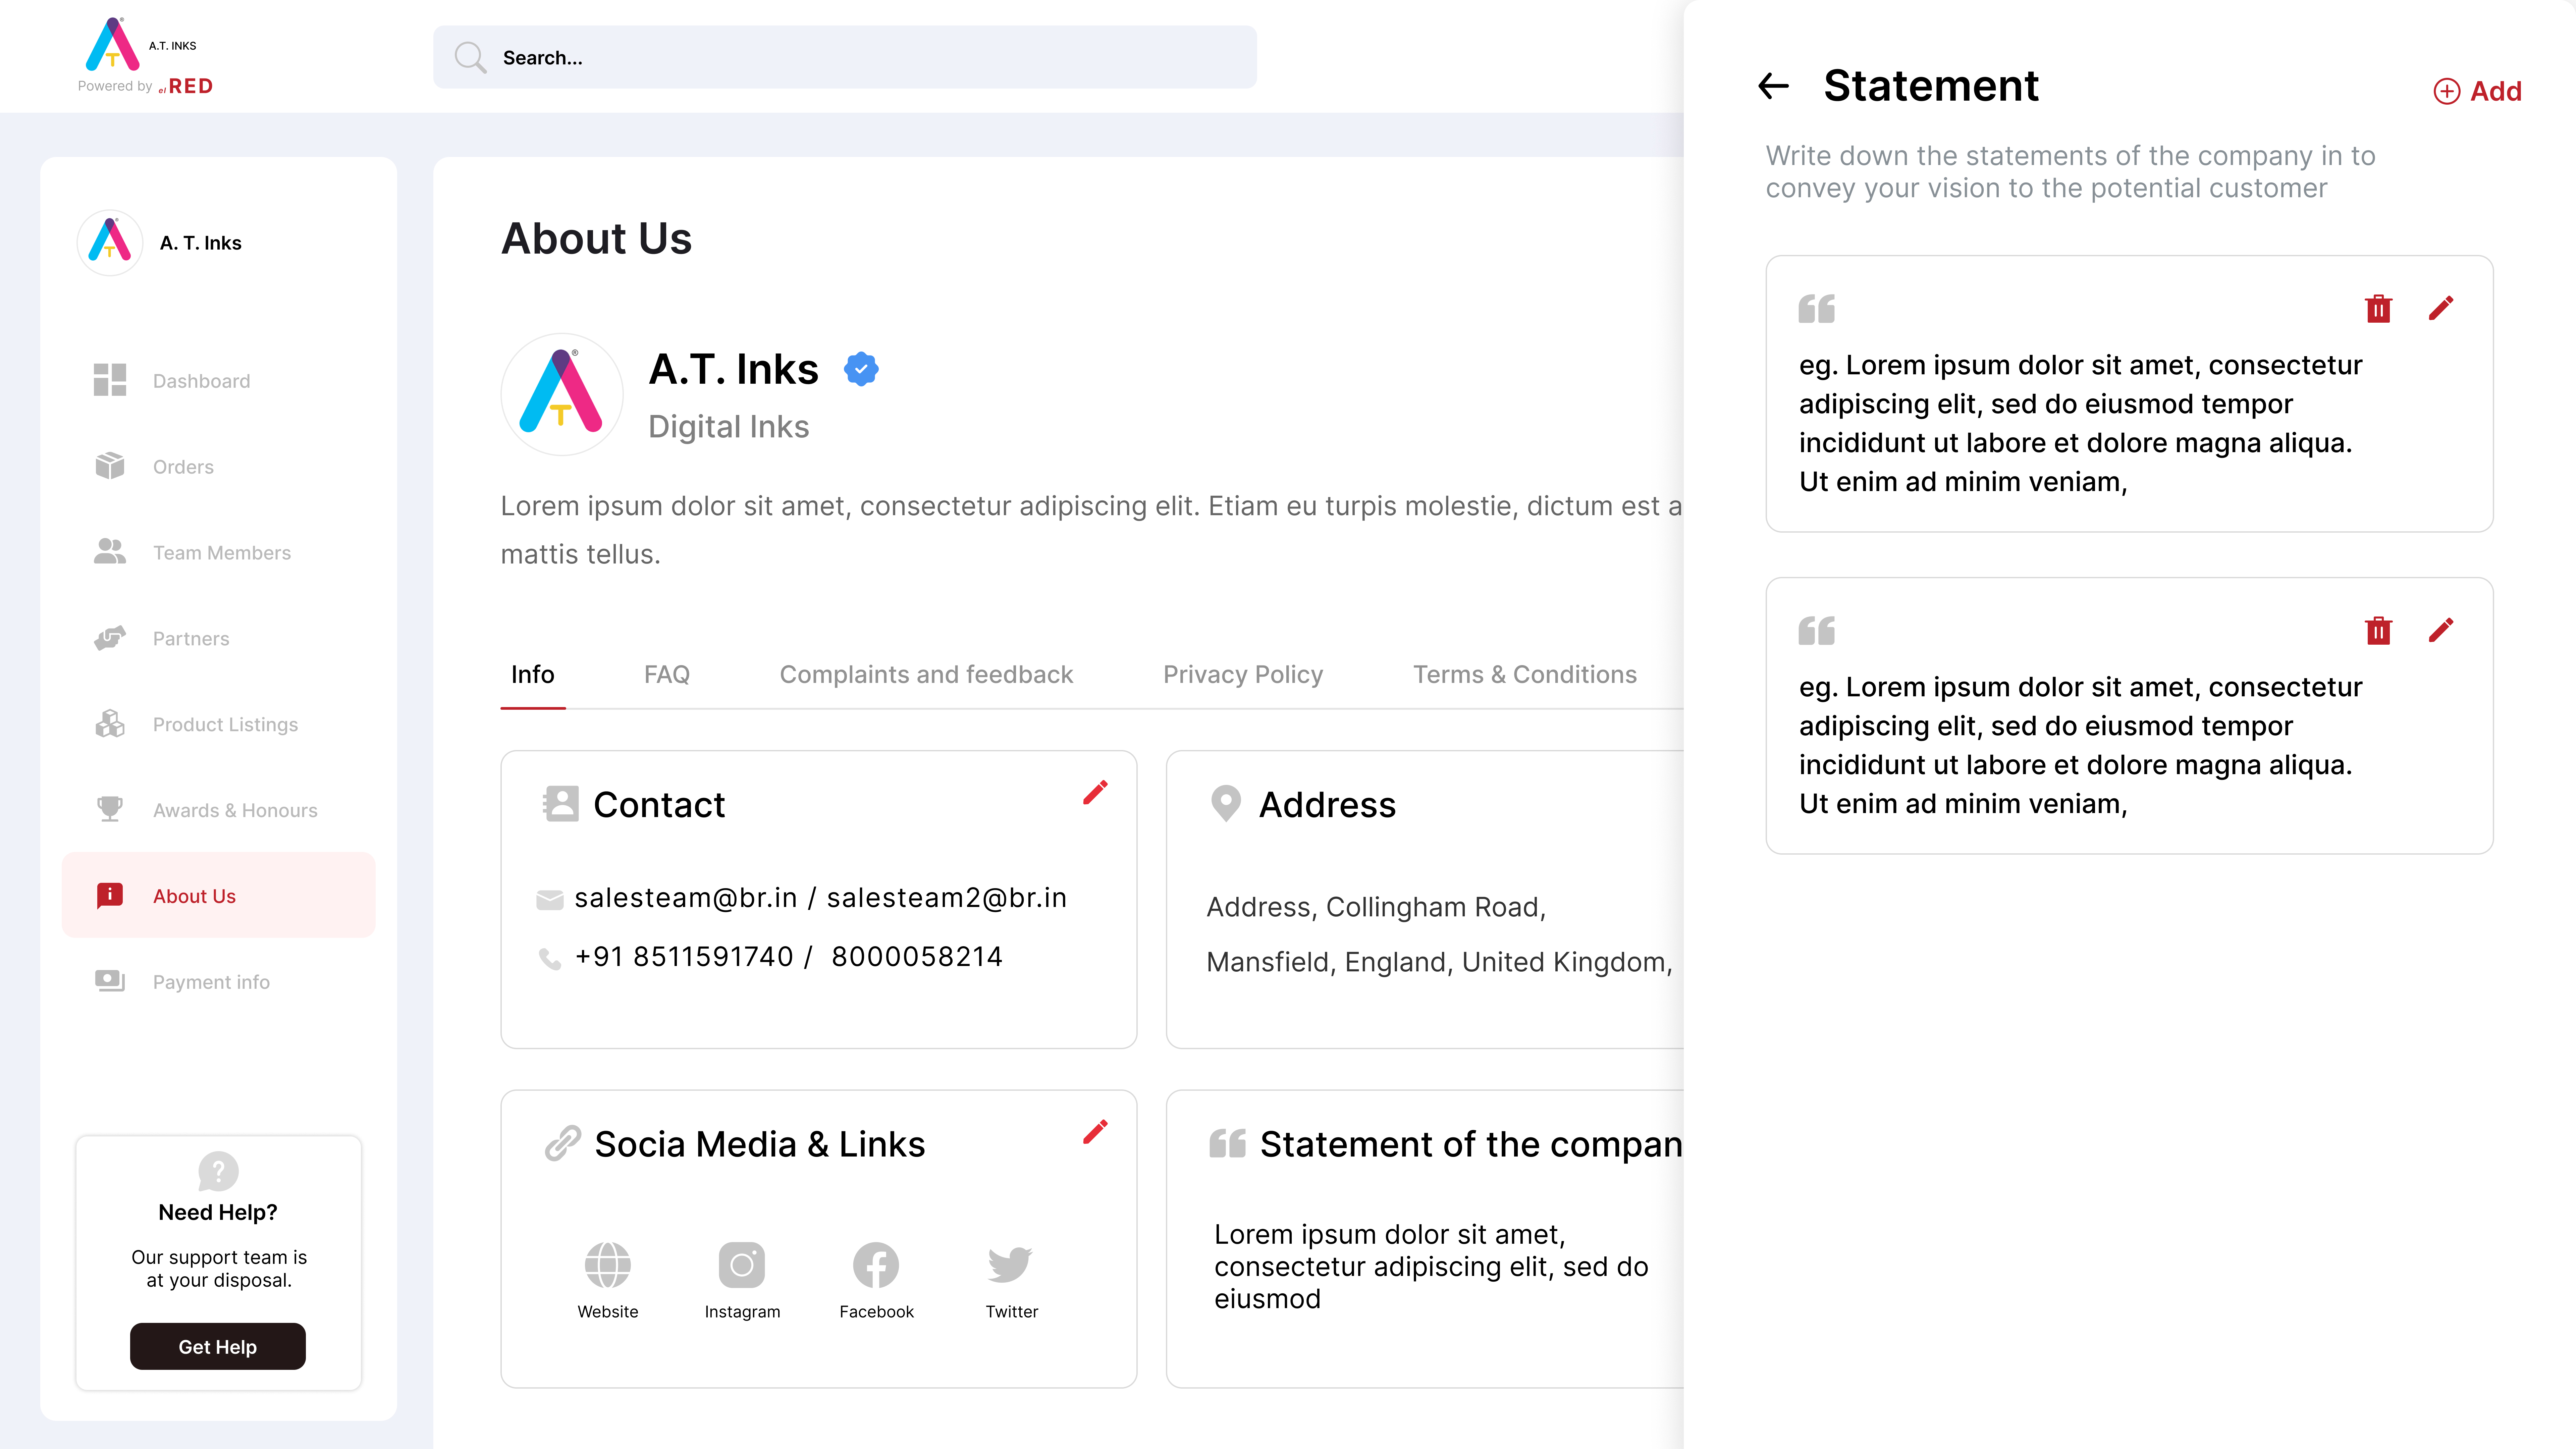 A.T. INKS
Powered by el RED
Search...
A. T. Inks
Dashboard
Orders
Team Members
Partners
Product Listings
Awards & Honours
About Us
Payment info
Need Help?
Our support team is
at your disposal.
Get Help
About Us
A.T. Inks
Digital Inks
Lorem ipsum dolor sit amet, consectetur adipiscing elit. Etiam eu turpis molestie, dictum est a
mattis tellus.
Info FAQ Complaints and feedback Privacy Policy Terms & Conditions
Contact
salesteam@br.in / salesteam2@br.in
+91 8511591740 / 8000058214
Address
Address, Collingham Road,
Mansfield, England, United Kingdom,
Socia Media & Links
Website Instagram Facebook Twitter
Statement of the compan
Lorem ipsum dolor sit amet,
consectetur adipiscing elit, sed do
eiusmod
Statement
Add
Write down the statements of the company in to
convey your vision to the potential customer
eg. Lorem ipsum dolor sit amet, consectetur
adipiscing elit, sed do eiusmod tempor
incididunt ut labore et dolore magna aliqua.
Ut enim ad minim veniam,
eg. Lorem ipsum dolor sit amet, consectetur
adipiscing elit, sed do eiusmod tempor
incididunt ut labore et dolore magna aliqua.
Ut enim ad minim veniam,